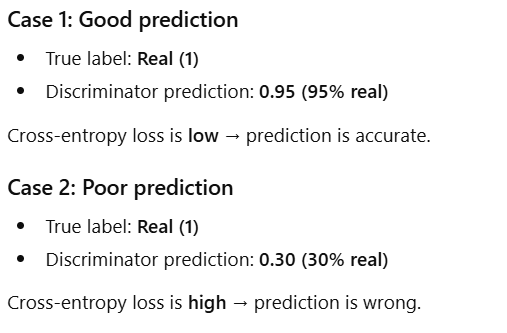 Case 1: Good prediction
• True label: Real (1)
• Discriminator prediction: 0.95 (95% real)
Cross-entropy loss is low → prediction is accurate.
Case 2: Poor prediction
• True label: Real (1)
• Discriminator prediction: 0.30 (30% real)
Cross-entropy loss is high → prediction is wrong.